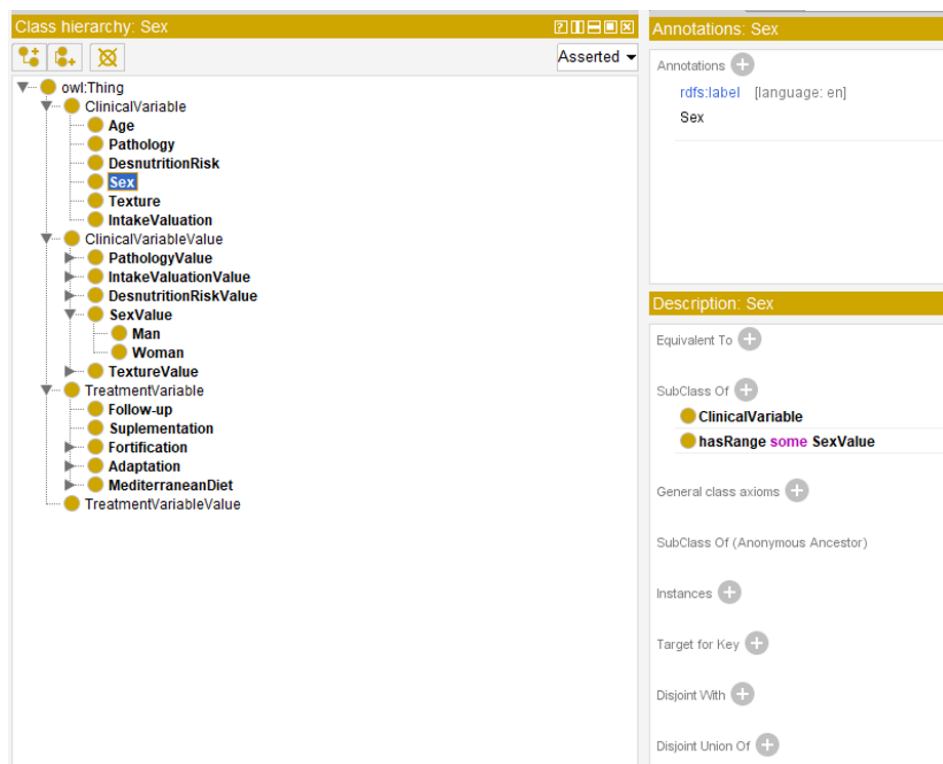 Class hierarchy: Sex
Asserted
owl:Thing
ClinicalVariable
Age
Pathology
DesnutritionRisk
Sex
Texture
IntakeValuation
ClinicalVariableValue
PathologyValue
IntakeValuationValue
DesnutritionRiskValue
SexValue
Man
Woman
TextureValue
TreatmentVariable
Follow-up
Suplementation
Fortification
Adaptation
MediterraneanDiet
TreatmentVariableValue
Annotations: Sex
Annotations
rdfs:label [language: en]
Sex
Description: Sex
Equivalent To
SubClass Of
ClinicalVariable
hasRange some SexValue
General class axioms
SubClass Of (Anonymous Ancestor)
Instances
Target for Key
Disjoint With
Disjoint Union Of